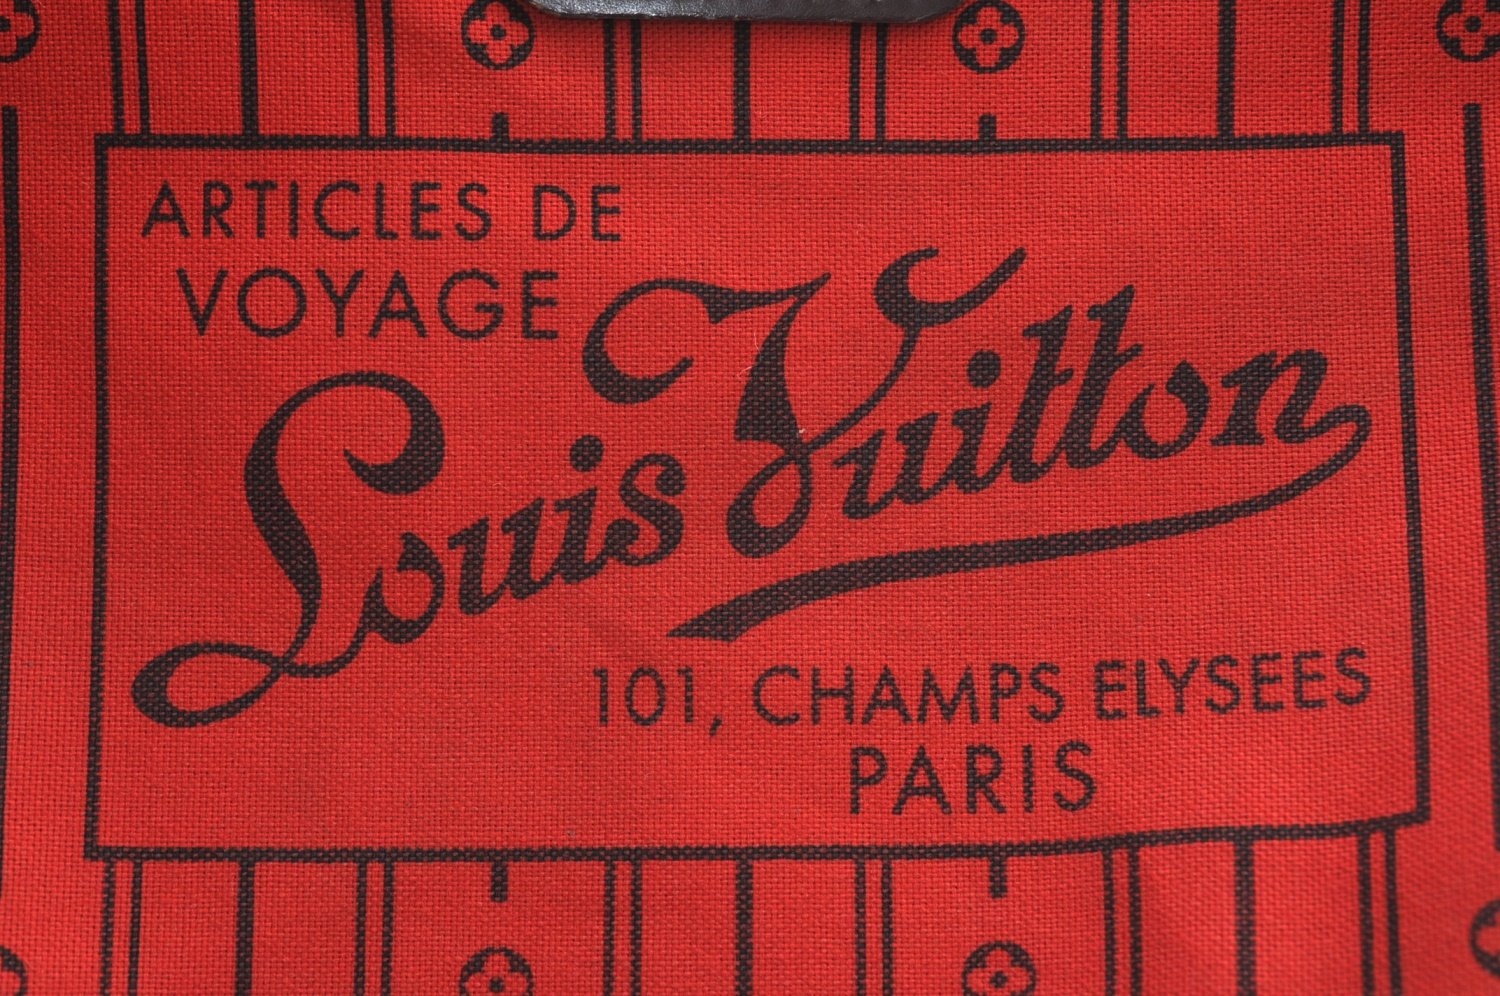 ARTICLES DE
VOYAGE
Louis Vuitton
101, CHAMPS ELYSEES
PARIS